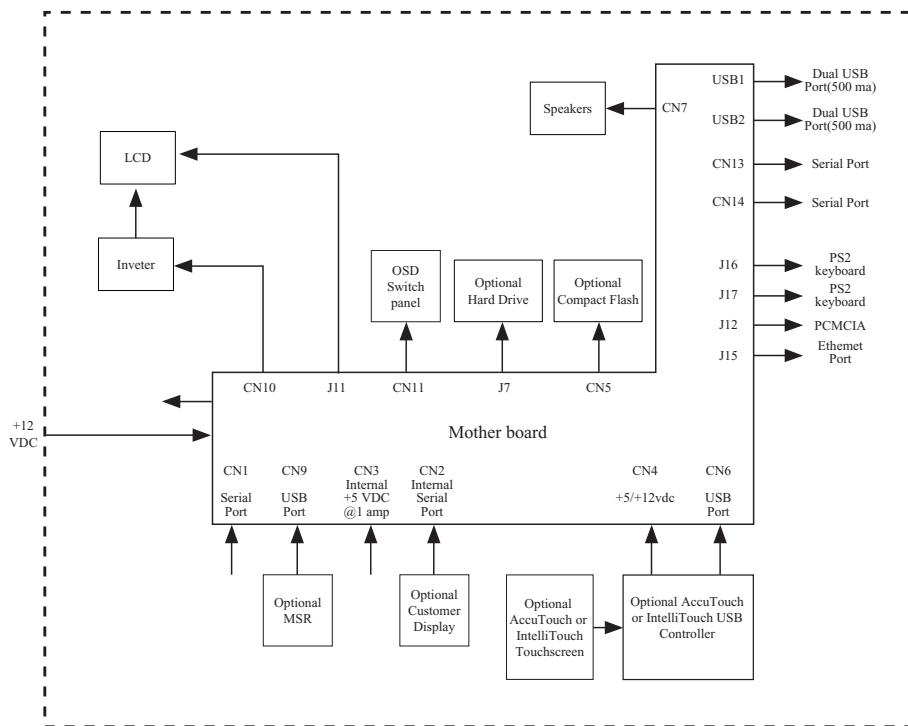 USB1
Dual USB
Port(500 ma)
Speakers
CN7
USB2
Dual USB
Port(500 ma)
LCD
CN13
Serial Port
CN14
Serial Port
Inveter
OSD
Switch
panel
Optional
Hard Drive
Optional
Compact Flash
J16
PS2
keyboard
J17
PS2
keyboard
J12
PCMCIA
J15
Ethemet
Port
CN10
J11
CN11
J7
CN5
+12
VDC
Mother board
CN1
Serial
Port
CN9
USB
Port
CN3
Internal
+5 VDC
@1 amp
CN2
Internal
Serial
Port
CN4
+5/+12vdc
CN6
USB
Port
Optional
MSR
Optional
Customer
Display
Optional
AccuTouch or
IntelliTouch
Touchscreen
Optional AccuTouch
or IntelliTouch USB
Controller